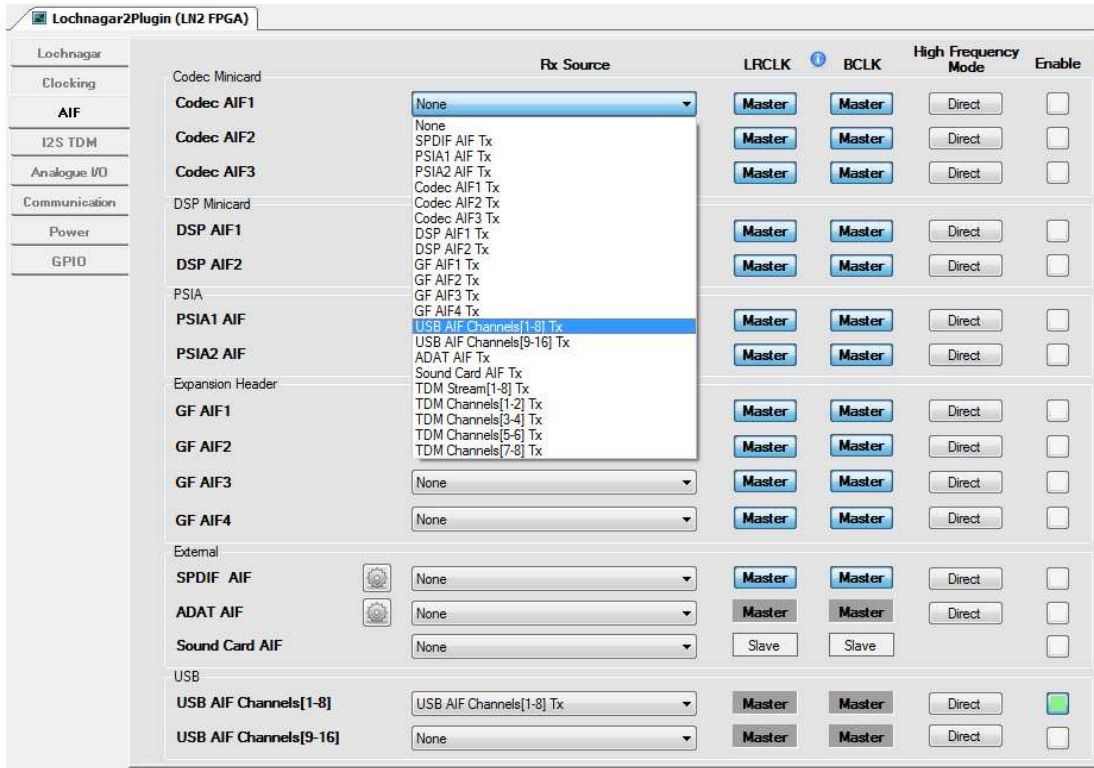 Lochnagar2Plugin (LN2 FPGA)
Lochnagar
Clocking
AIF
I2S TDM
Analogue I/O
Communication
Power
GPIO
Rx Source LRCLK i BCLK High Frequency Mode Enable
Codec Minicard
Codec AIF1 None Master Master Direct
None
SPDIF AIF Tx
PSIA1 AIF Tx
PSIA2 AIF Tx
Codec AIF1 Tx
Codec AIF2 Tx
Codec AIF3 Tx
DSP AIF1 Tx
DSP AIF2 Tx
GF AIF1 Tx
GF AIF2 Tx
GF AIF3 Tx
GF AIF4 Tx
USB AIF Channels[1-8] Tx
USB AIF Channels[9-16] Tx
ADAT AIF Tx
Sound Card AIF Tx
TDM Stream[1-8] Tx
TDM Channels[1-2] Tx
TDM Channels[3-4] Tx
TDM Channels[5-6] Tx
TDM Channels[7-8] Tx
Codec AIF2 Master Master Direct
Codec AIF3 Master Master Direct
DSP Minicard
DSP AIF1 Master Master Direct
DSP AIF2 Master Master Direct
PSIA
PSIA1 AIF Master Master Direct
PSIA2 AIF Master Master Direct
Expansion Header
GF AIF1 Master Master Direct
GF AIF2 Master Master Direct
GF AIF3 None Master Master Direct
GF AIF4 None Master Master Direct
External
SPDIF AIF None Master Master Direct
ADAT AIF None Master Master Direct
Sound Card AIF None Slave Slave
USB
USB AIF Channels[1-8] USB AIF Channels[1-8] Tx Master Master Direct
USB AIF Channels[9-16] None Master Master Direct